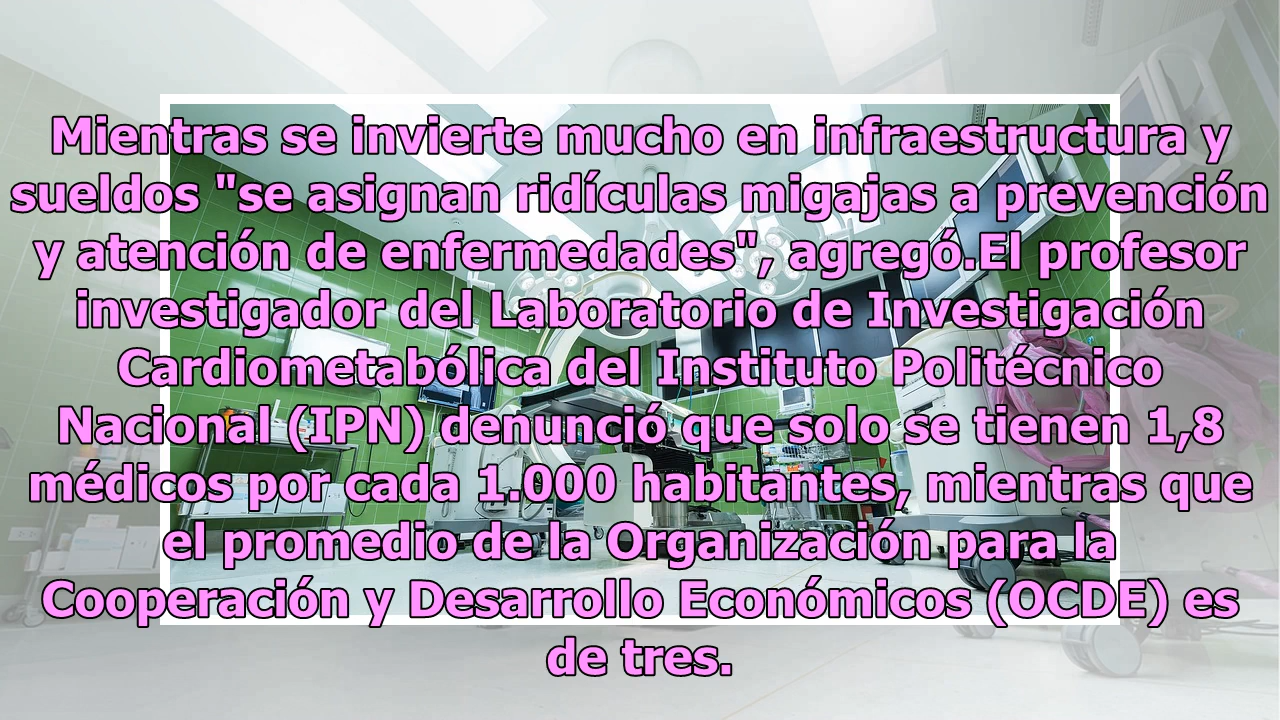 Mientras se invierte mucho en infraestructura y
sueldos "se asignan ridículas migajas a prevención
y atención de enfermedades", agregó.El profesor
investigador del Laboratorio de Investigación
Cardiometabólica del Instituto Politécnico
Nacional (IPN) denunció que solo se tienen 1,8
médicos por cada 1.000 habitantes, mientras que
el promedio de la Organización para la
Cooperación y Desarrollo Económicos (OCDE) es
de tres.